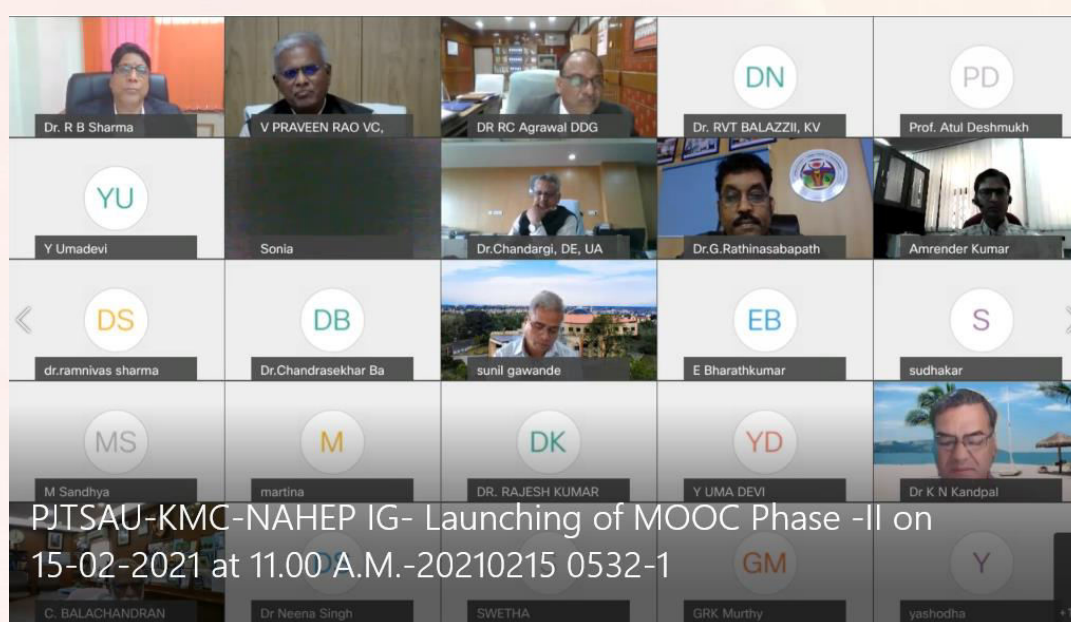 Dr. R B Sharma
V PRAVEEN RAO VC,
DR RC Agrawal DDG
DN
Dr. RVT BALAZZII, KV
PD
Prof. Atul Deshmukh
YU
Y Umadevi
Sonia
Dr.Chandargi, DE, UA
Dr.G.Rathinasabapath
Amrender Kumar
DS
dr.ramnivas sharma
DB
Dr.Chandrasekhar Ba
sunil gawande
EB
E Bharathkumar
S
sudhakar
MS
M Sandhya
M
martina
DK
DR. RAJESH KUMAR
YD
Y UMA DEVI
Dr K N Kandpal
PJTSAU-KMC-NAHEP IG- Launching of MOOC Phase -II on
15-02-2021 at 11.00 A.M.-20210215 0532-1
C. BALACHANDRAN
DS
Dr Neena Singh
SWETHA
GM
GRK Murthy
Y
yashodha